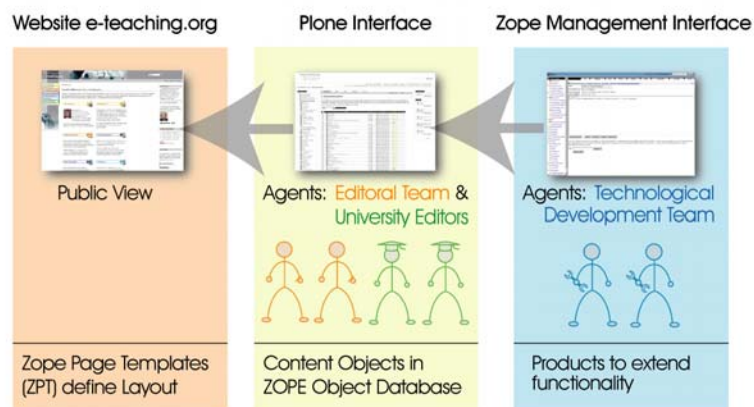 Website e-teaching.org
Plone Interface
Zope Management Interface
Public View
Agents: Editoral Team &
University Editors
Agents: Technological
Development Team
Zope Page Templates
(ZPT) define Layout
Content Objects in
ZOPE Object Database
Products to extend
functionality